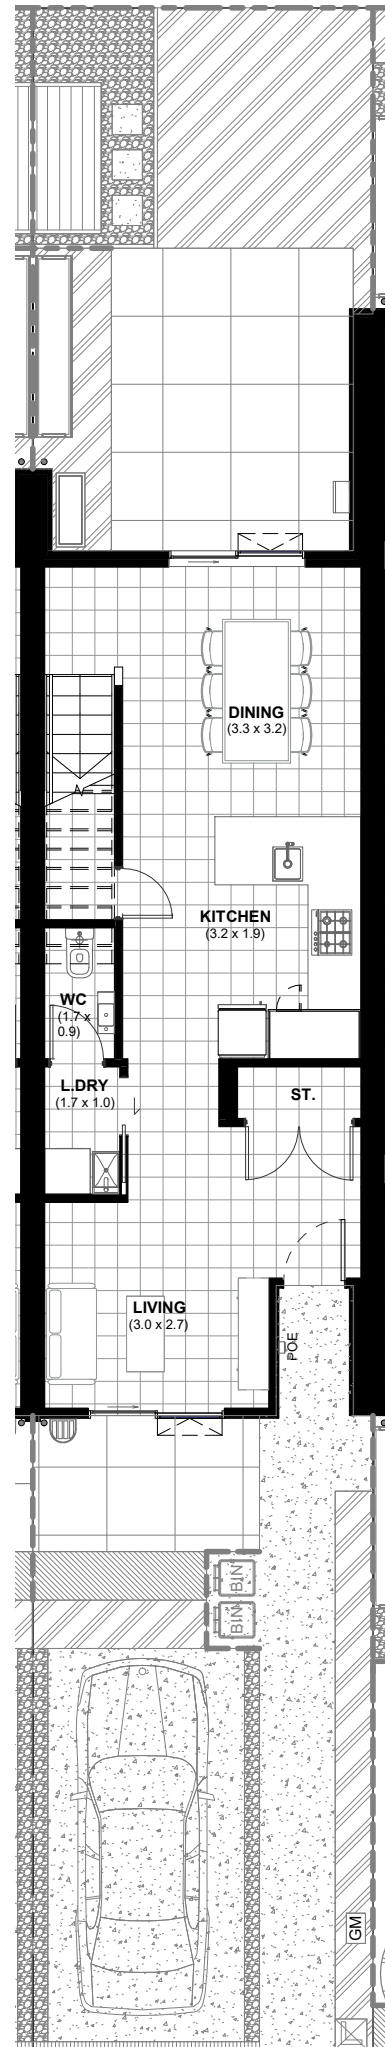 DINING
(3.3 x 3.2)
KITCHEN
(3.2 x 1.9)
WC
(1.7 x
0.9)
L.DRY
(1.7 x 1.0)
ST.
LIVING
(3.0 x 2.7)
POE
BIN
BIN
GM